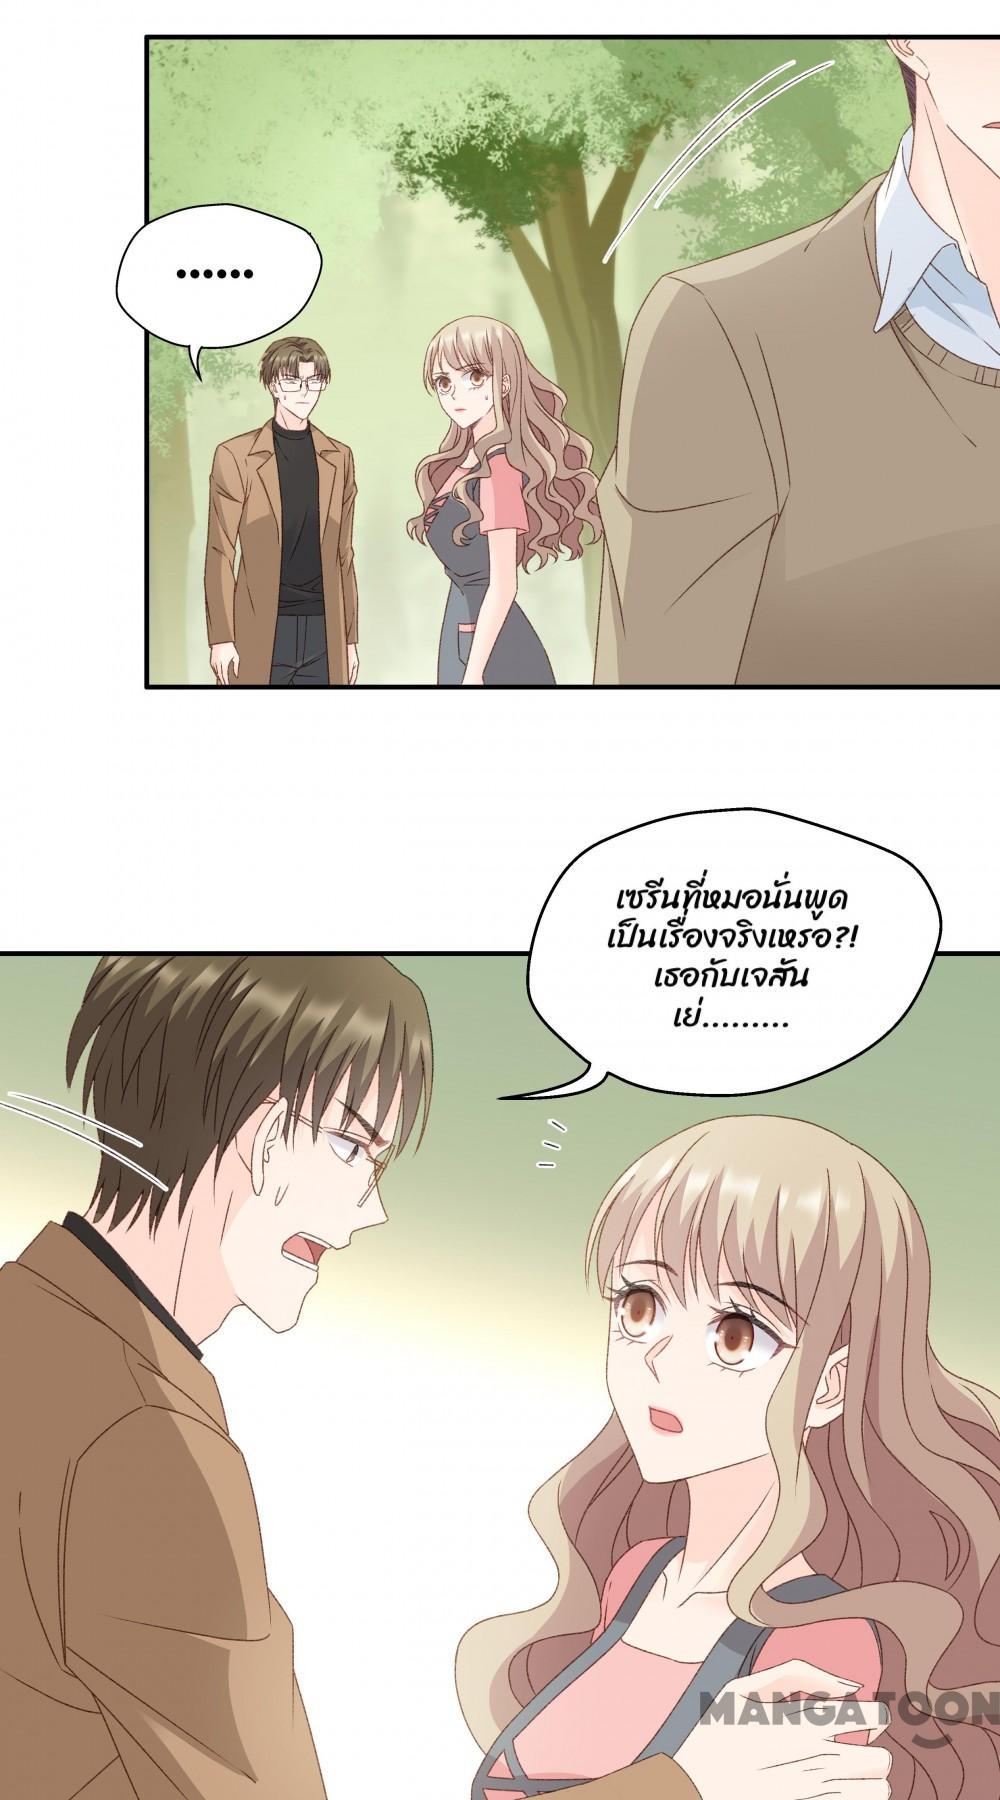 ......
เซรีนที่หมอนั่นพูด
เป็นเรื่องจริงเหรอ?!
เธอกับเจสัน
เย่.........
MANGATOON